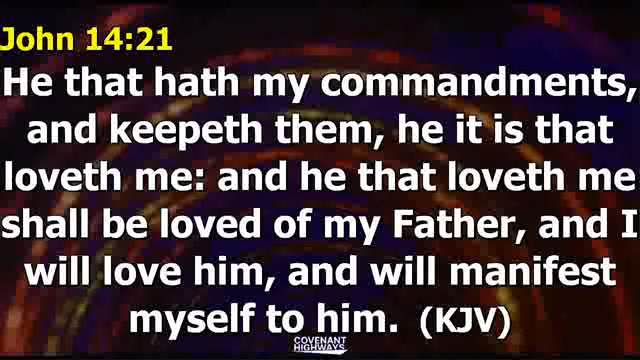 John 14:21
He that hath my commandments,
and keepeth them, he it is that
loveth me: and he that loveth me
shall be loved of my Father, and I
will love him, and will manifest
myself to him. (KJV)
COVENANT
HIGHWAYS